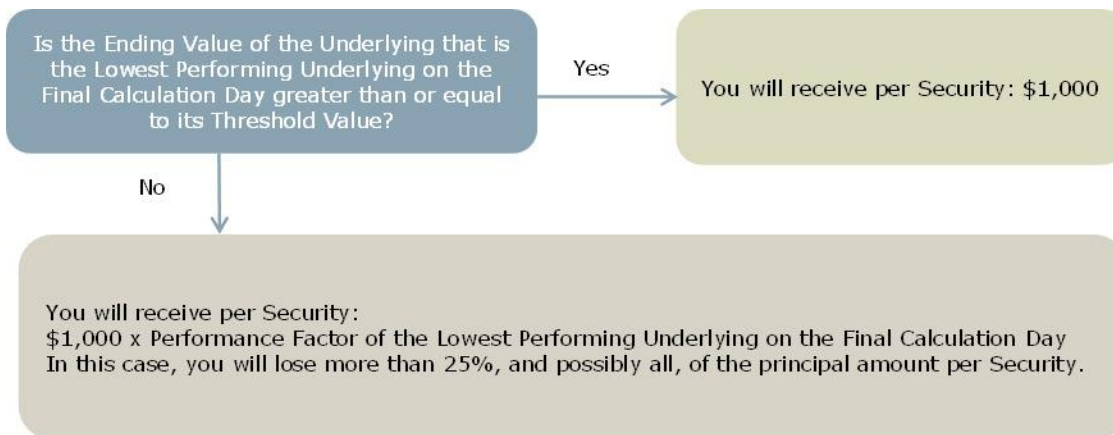 Is the Ending Value of the Underlying that is
the Lowest Performing Underlying on the
Final Calculation Day greater than or equal
to its Threshold Value?
Yes
You will receive per Security: $1,000
No
You will receive per Security:
$1,000 x Performance Factor of the Lowest Performing Underlying on the Final Calculation Day
In this case, you will lose more than 25%, and possibly all, of the principal amount per Security.